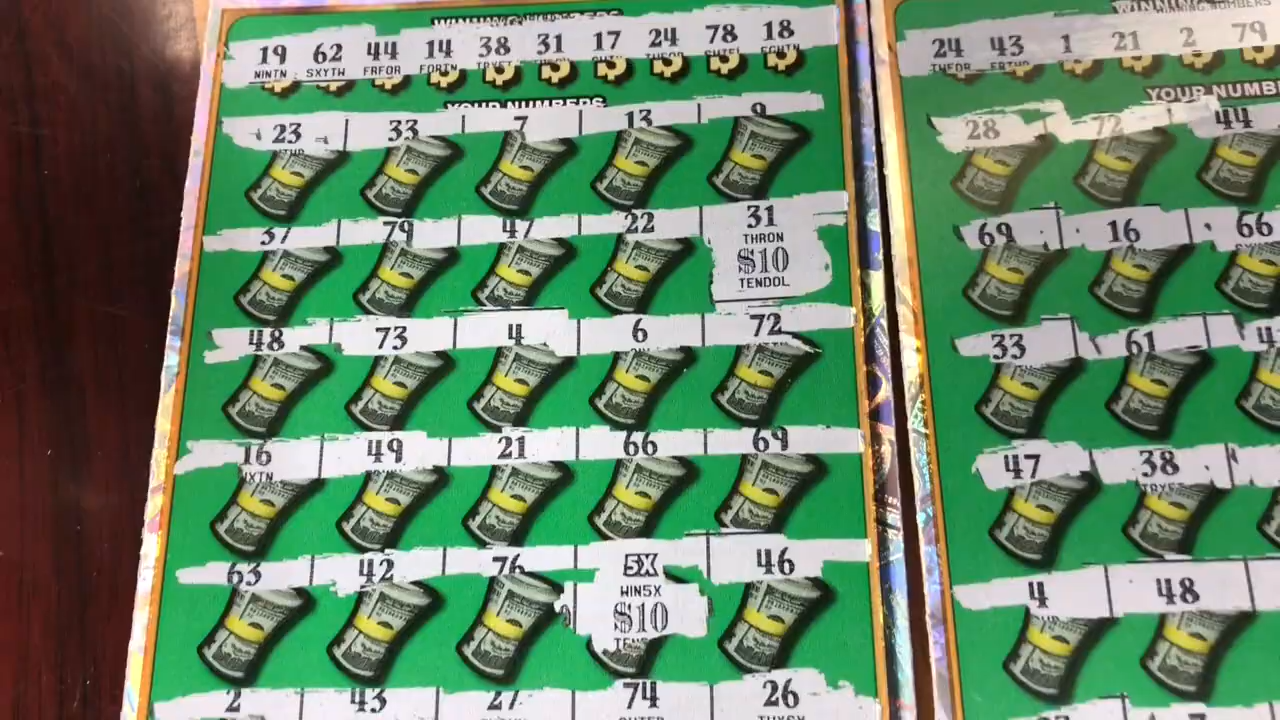 WINNING NUMBERS
19 62 44 14 38 31 17 24 78 18
NINTN SXYTW FRFOR FORTN
YOUR NUMBERS
23 33 7 13 9
37 79 47 22 31
THRON
$10
TENDOL
48 73 4 6 72
16 49 21 66 69
63 42 76 5X 46
WIN5X
$10
2 43 27 74 26
24 43 1 21 2 79
YOUR
28 72 44
69 16 66
33 61
47 38
4 48